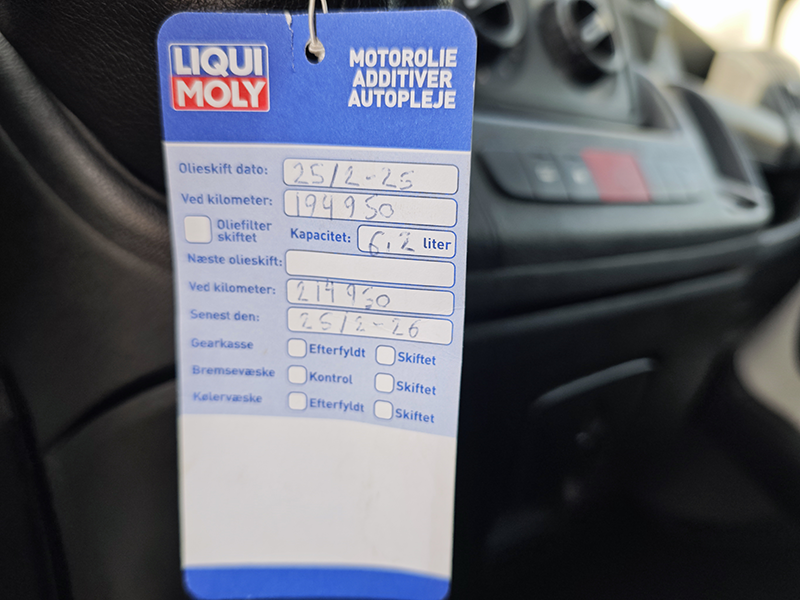 LIQUI
MOLY
MOTOROLIE
ADDITIVER
AUTOPLEJE
Olieskift dato: 25/2-25
Ved kilometer: 194950
Oliefilter
skiftet
Kapacitet: 6,2 liter
Næste olieskift:
Ved kilometer: 214950
Senest den: 25/2-26
Gearkasse Efterfyldt Skiftet
Bremsevæske Kontrol Skiftet
Kølervæske Efterfyldt Skiftet